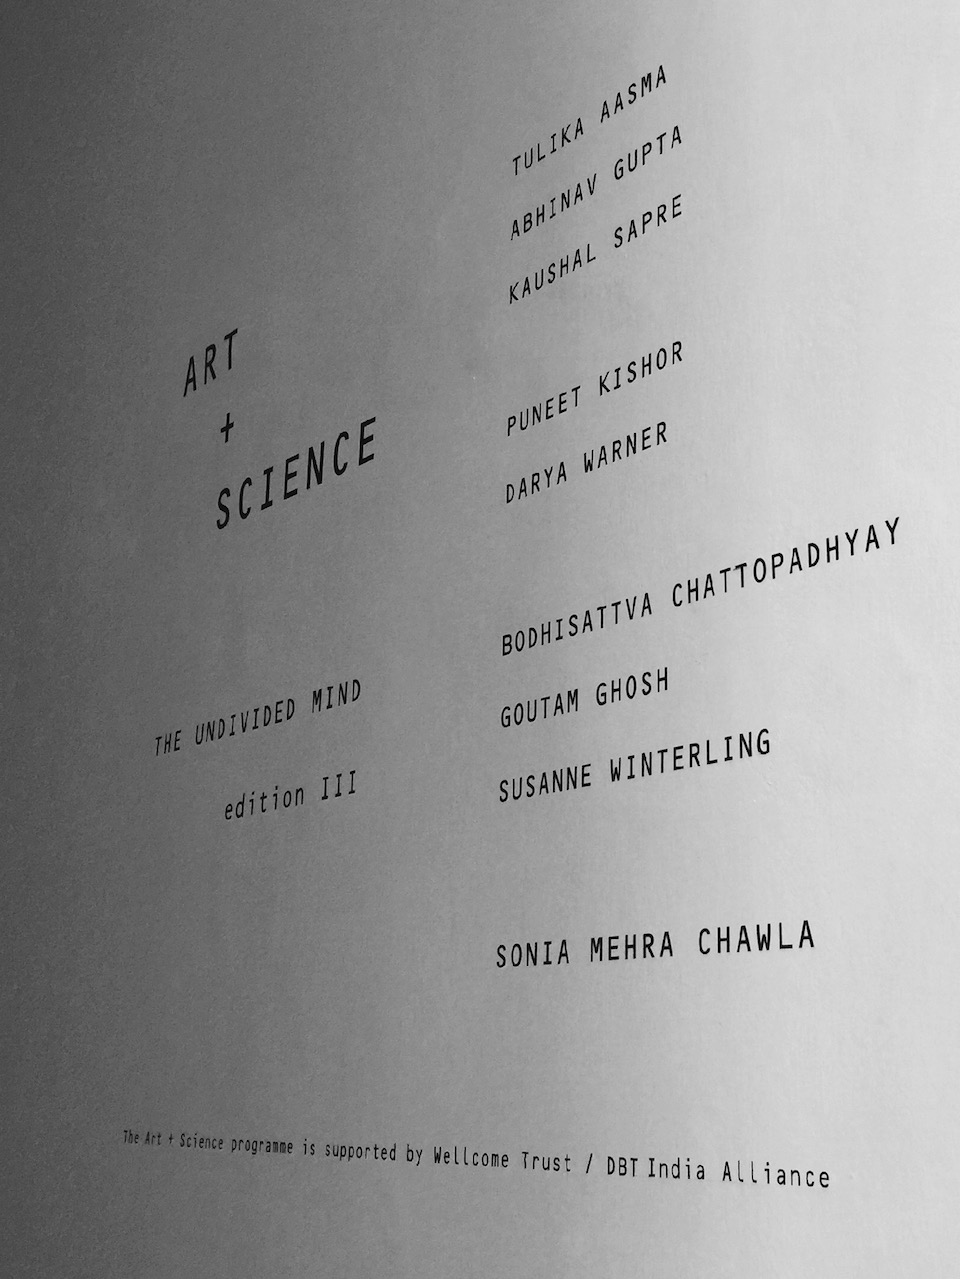 ART
+
SCIENCE
THE UNDIVIDED MIND
edition III
TULIKA AASMA
ABHINAV GUPTA
KAUSHAL SAPRE
PUNEET KISHOR
DARYA WARNER
BODHISATTVA CHATTOPADHYAY
GOUTAM GHOSH
SUSANNE WINTERLING
SONIA MEHRA CHAWLA
The Art + Science programme is supported by Wellcome Trust / DBT India Alliance